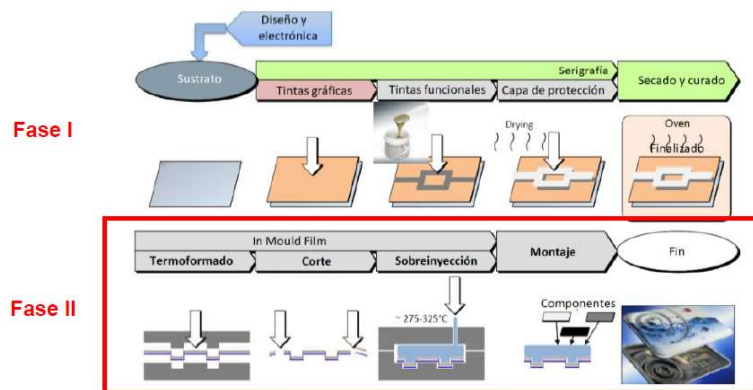 Diseño y
electrónica
Sustrato
Serigrafía
Tintas gráficas
Tintas funcionales
Capa de protección
Secado y curado
Fase I
Drying
Oven
Finalizado
In Mould Film
Termoformado
Corte
Sobreinyección
Montaje
Fin
Fase II
~ 275-325°C
Componentes